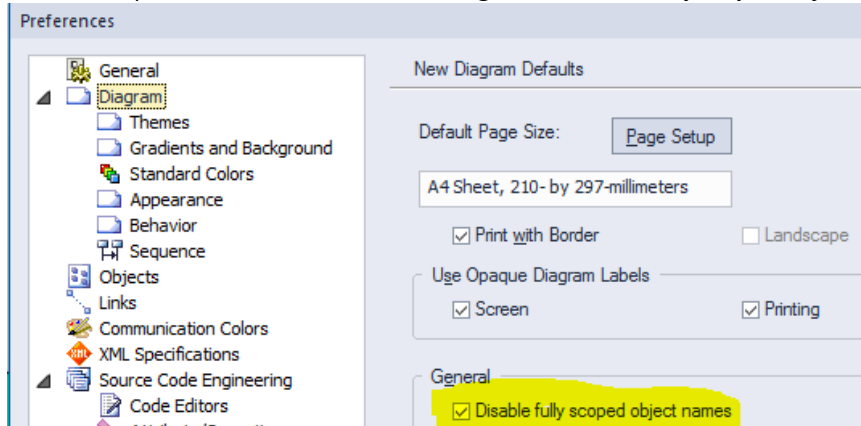 Preferences
General
Diagram
Themes
Gradients and Background
Standard Colors
Appearance
Behavior
Sequence
Objects
Links
Communication Colors
XML Specifications
Source Code Engineering
Code Editors
New Diagram Defaults
Default Page Size: Page Setup
A4 Sheet, 210- by 297-millimeters
Print with Border Landscape
Use Opaque Diagram Labels
Screen Printing
General
Disable fully scoped object names